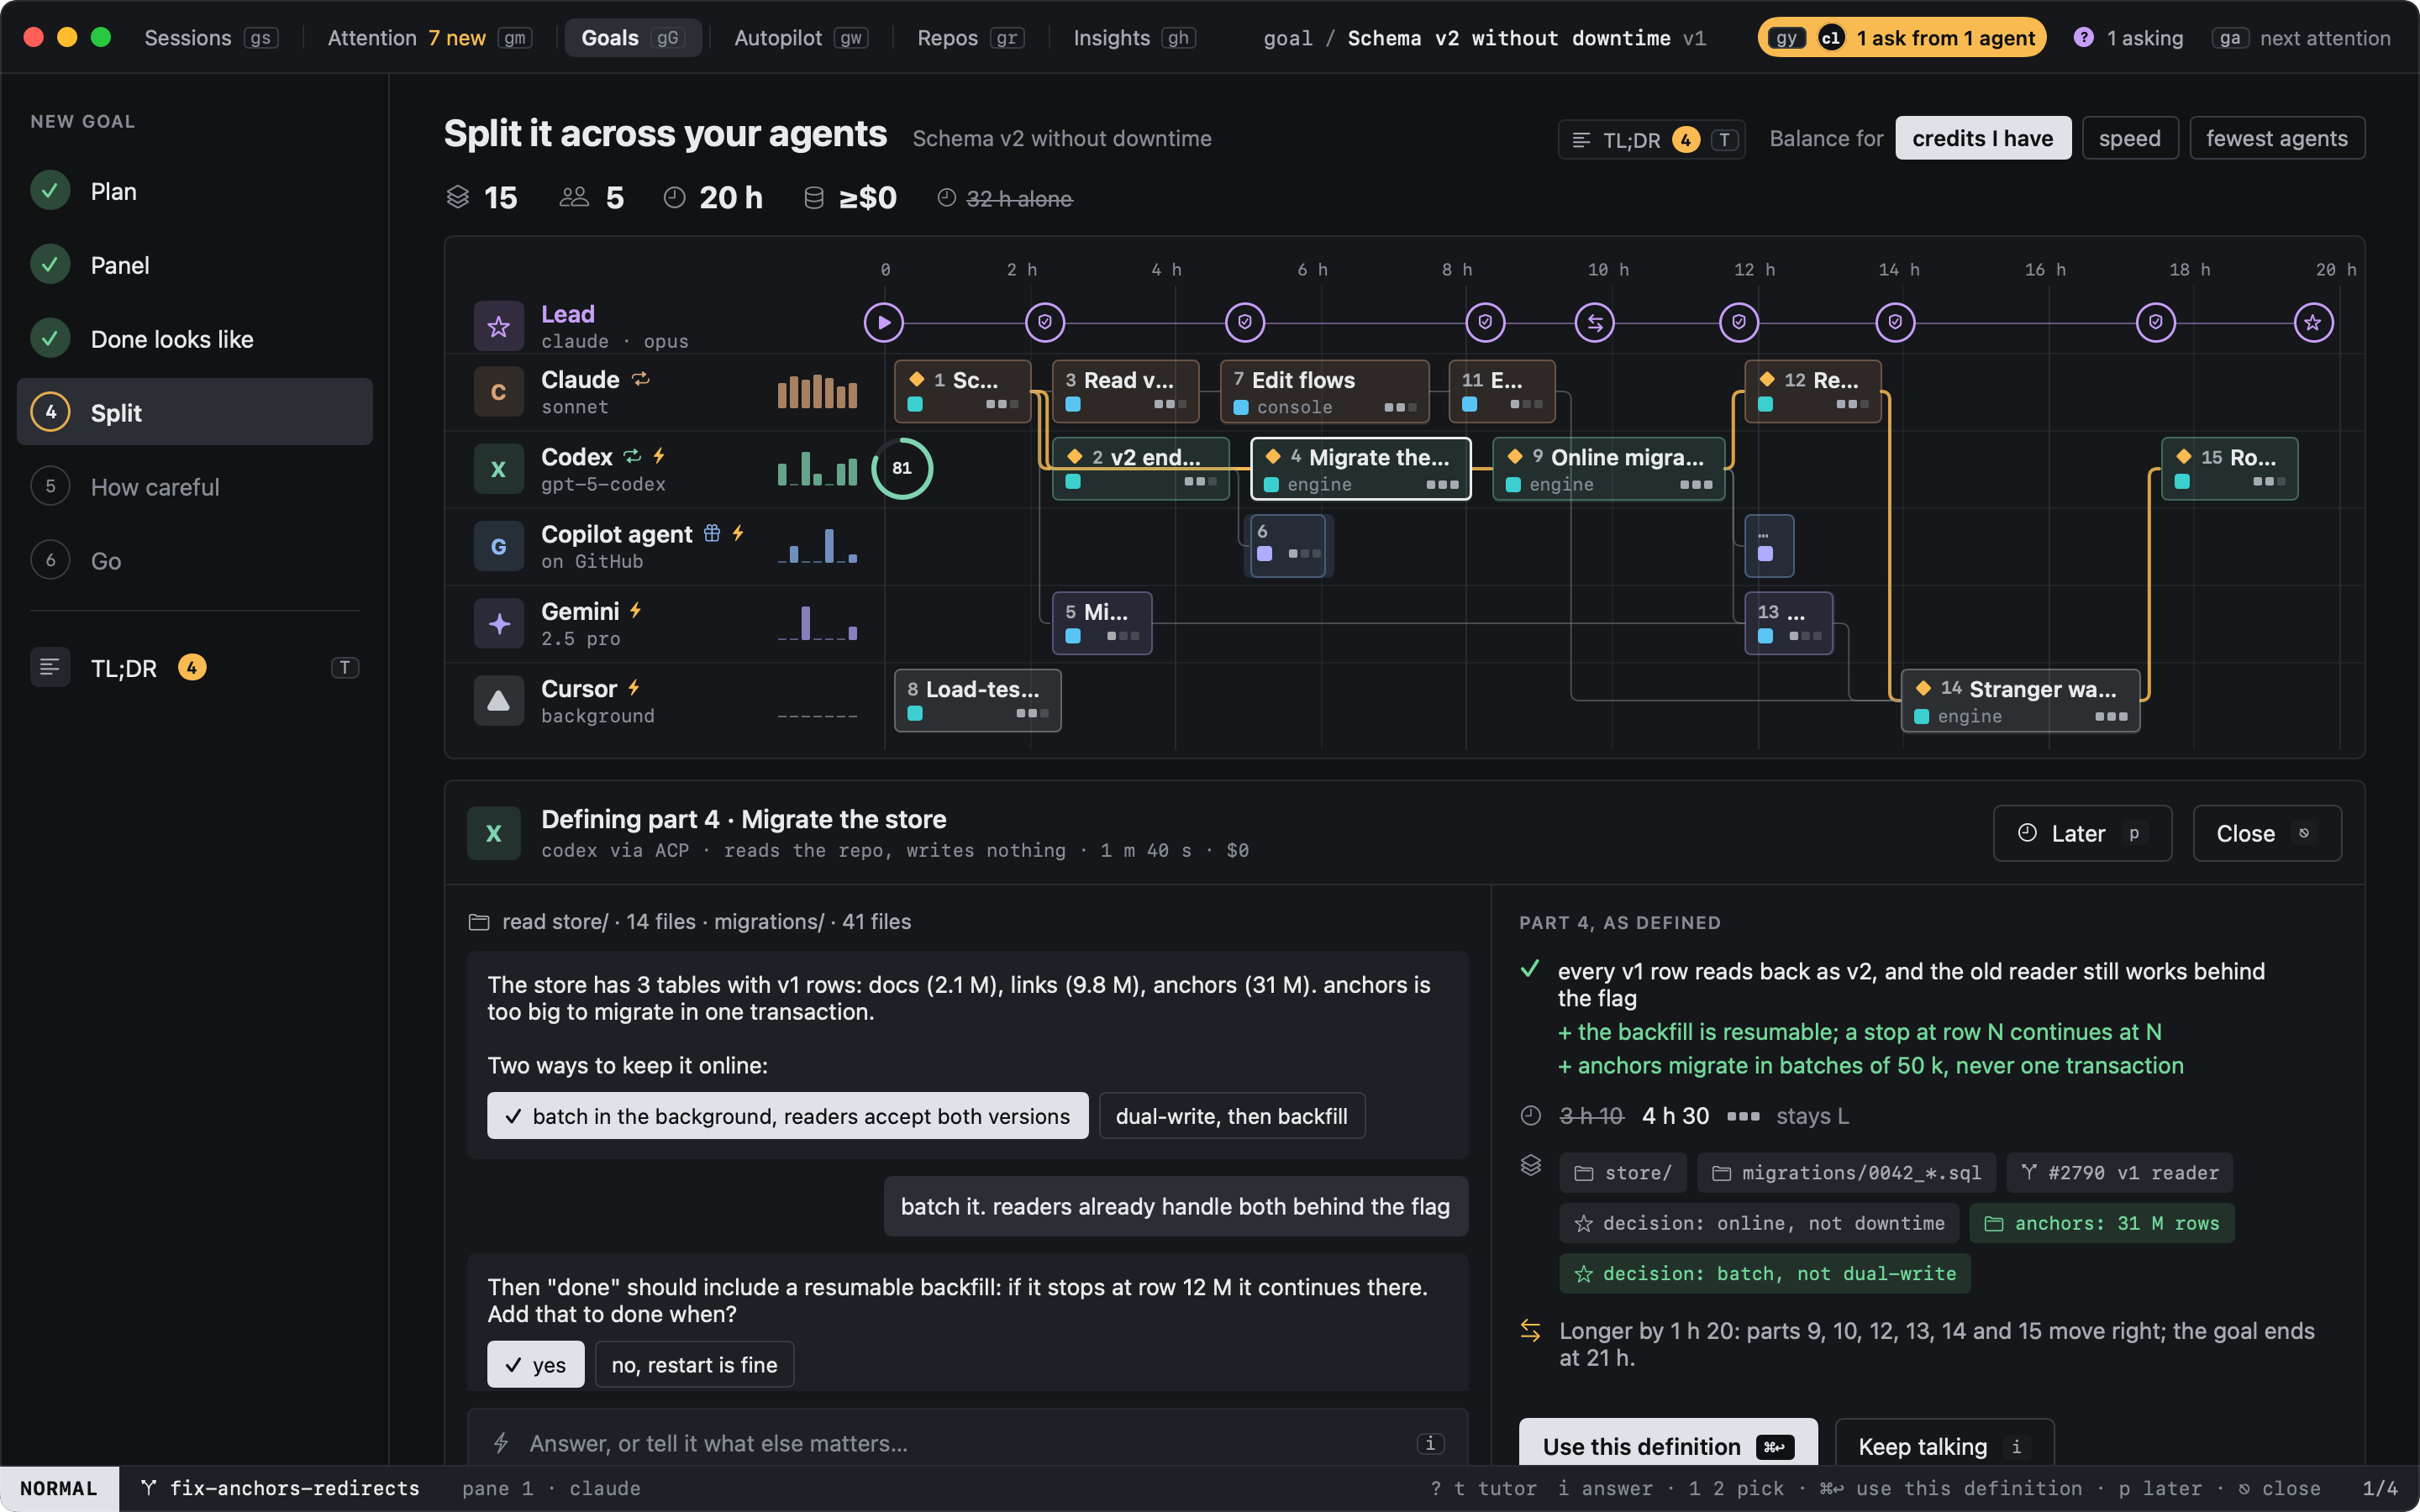 Sessions gs
Attention 7 new gm
Goals gG
Autopilot gw
Repos gr
Insights gh
goal / Schema v2 without downtime v1
gy cl 1 ask from 1 agent
? 1 asking
ga next attention
NEW GOAL
Plan
Panel
Done looks like
4 Split
5 How careful
6 Go
TL;DR 4 T
Split it across your agents Schema v2 without downtime
TL;DR 4 T
Balance for credits I have speed fewest agents
15 5 20 h ≥$0 32 h alone
0 2 h 4 h 6 h 8 h 10 h 12 h 14 h 16 h 18 h 20 h
Lead
claude · opus
C Claude
sonnet
1 Sc...
3 Read v...
7 Edit flows
console
11 E...
12 Re...
X Codex
gpt-5-codex
81
2 v2 end...
4 Migrate the...
engine
9 Online migra...
engine
15 Ro...
G Copilot agent
on GitHub
6
...
Gemini
2.5 pro
5 Mi...
13 ...
Cursor
background
8 Load-tes...
14 Stranger wa...
engine
X Defining part 4 · Migrate the store
codex via ACP · reads the repo, writes nothing · 1 m 40 s · $0
Later p
Close
read store/ · 14 files · migrations/ · 41 files
The store has 3 tables with v1 rows: docs (2.1 M), links (9.8 M), anchors (31 M). anchors is
too big to migrate in one transaction.
Two ways to keep it online:
✓ batch in the background, readers accept both versions
dual-write, then backfill
batch it. readers already handle both behind the flag
Then "done" should include a resumable backfill: if it stops at row 12 M it continues there.
Add that to done when?
✓ yes
no, restart is fine
Answer, or tell it what else matters... i
PART 4, AS DEFINED
every v1 row reads back as v2, and the old reader still works behind
the flag
+ the backfill is resumable; a stop at row N continues at N
+ anchors migrate in batches of 50 k, never one transaction
3 h 10 4 h 30 stays L
store/ migrations/0042_*.sql #2790 v1 reader
decision: online, not downtime anchors: 31 M rows
decision: batch, not dual-write
Longer by 1 h 20: parts 9, 10, 12, 13, 14 and 15 move right; the goal ends
at 21 h.
Use this definition ⌘↩
Keep talking i
NORMAL fix-anchors-redirects pane 1 · claude
? t tutor i answer · 1 2 pick · ⌘↩ use this definition · p later · ⎋ close 1/4